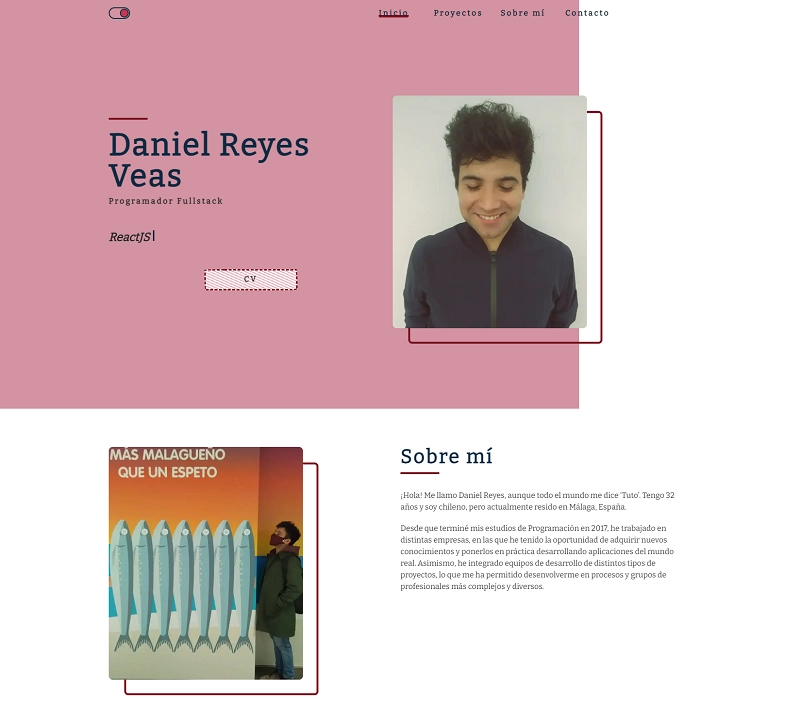 Inicio Proyectos Sobre mí Contacto
Daniel Reyes
Veas
Programador Fullstack
ReactJS
CV
MÁS MALAGUEÑO
QUE UN ESPETO
Sobre mí
¡Hola! Me llamo Daniel Reyes, aunque todo el mundo me dice 'Tuto'. Tengo 32
años y soy chileno, pero actualmente resido en Málaga, España.
Desde que terminé mis estudios de Programación en 2017, he trabajado en
distintas empresas, en las que he tenido la oportunidad de adquirir nuevos
conocimientos y ponerlos en práctica desarrollando aplicaciones del mundo
real. Asimismo, he integrado equipos de desarrollo de distintos tipos de
proyectos, lo que me ha permitido desenvolverme en procesos y grupos de
profesionales más complejos y diversos.